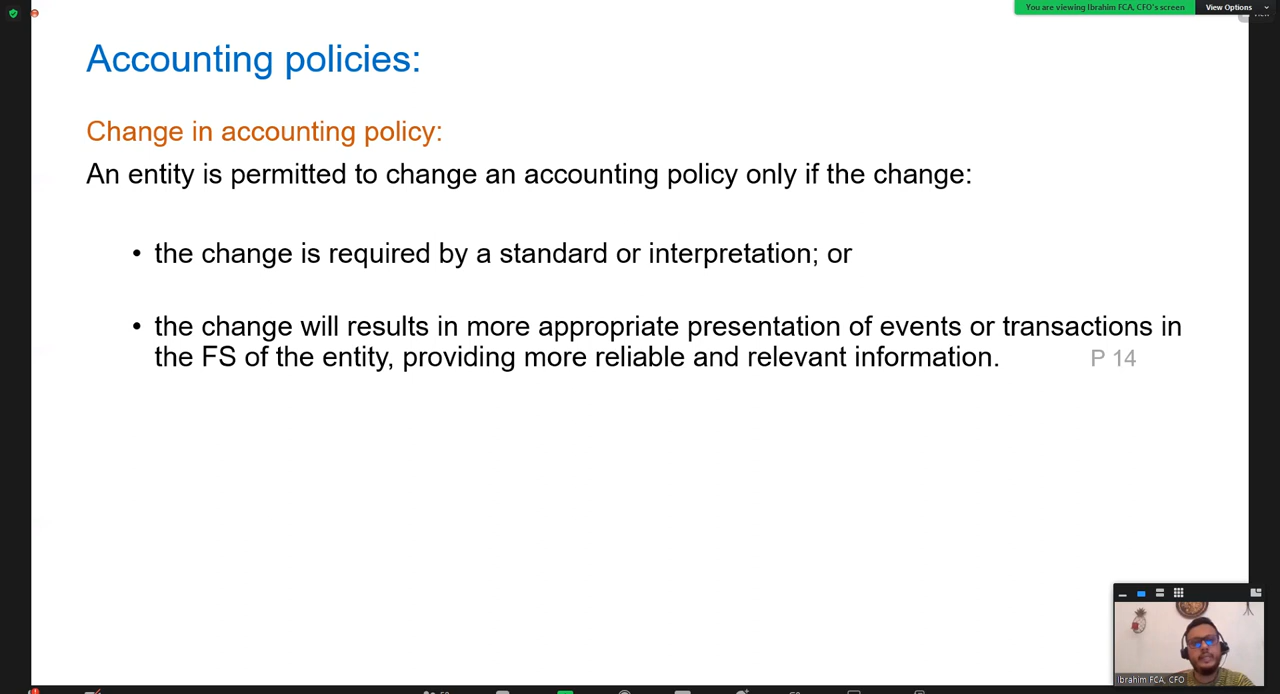 You are viewing Ibrahim FCA, CFO's screen
View Options
Accounting policies:
Change in accounting policy:
An entity is permitted to change an accounting policy only if the change:
• the change is required by a standard or interpretation; or
• the change will results in more appropriate presentation of events or transactions in
the FS of the entity, providing more reliable and relevant information.
P 14
Ibrahim FCA, CFO